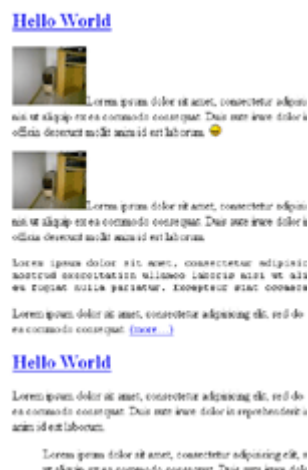 Hello World
Lorem ipsum dolor sit amet, consectetur adipisi
nisi ut aliquip ex ea commodo consequat. Duis aute irure dolor i
officia deserunt mollit anim id est laborum.
Lorem ipsum dolor sit amet, consectetur adipisi
nisi ut aliquip ex ea commodo consequat. Duis aute irure dolor i
officia deserunt mollit anim id est laborum.
Lorem ipsum dolor sit amet, consectetur adipisic
nostrud exercitation ullamco laboris nisi ut ali
eu fugiat nulla pariatur. Excepteur sint occaeca
Lorem ipsum dolor sit amet, consectetur adipisicing elit, sed do
ea commodo consequat. (more...)
Hello World
Lorem ipsum dolor sit amet, consectetur adipisicing elit, sed do
ea commodo consequat. Duis aute irure dolor in reprehenderit i
anim id est laborum.
Lorem ipsum dolor sit amet, consectetur adipisicing elit, s